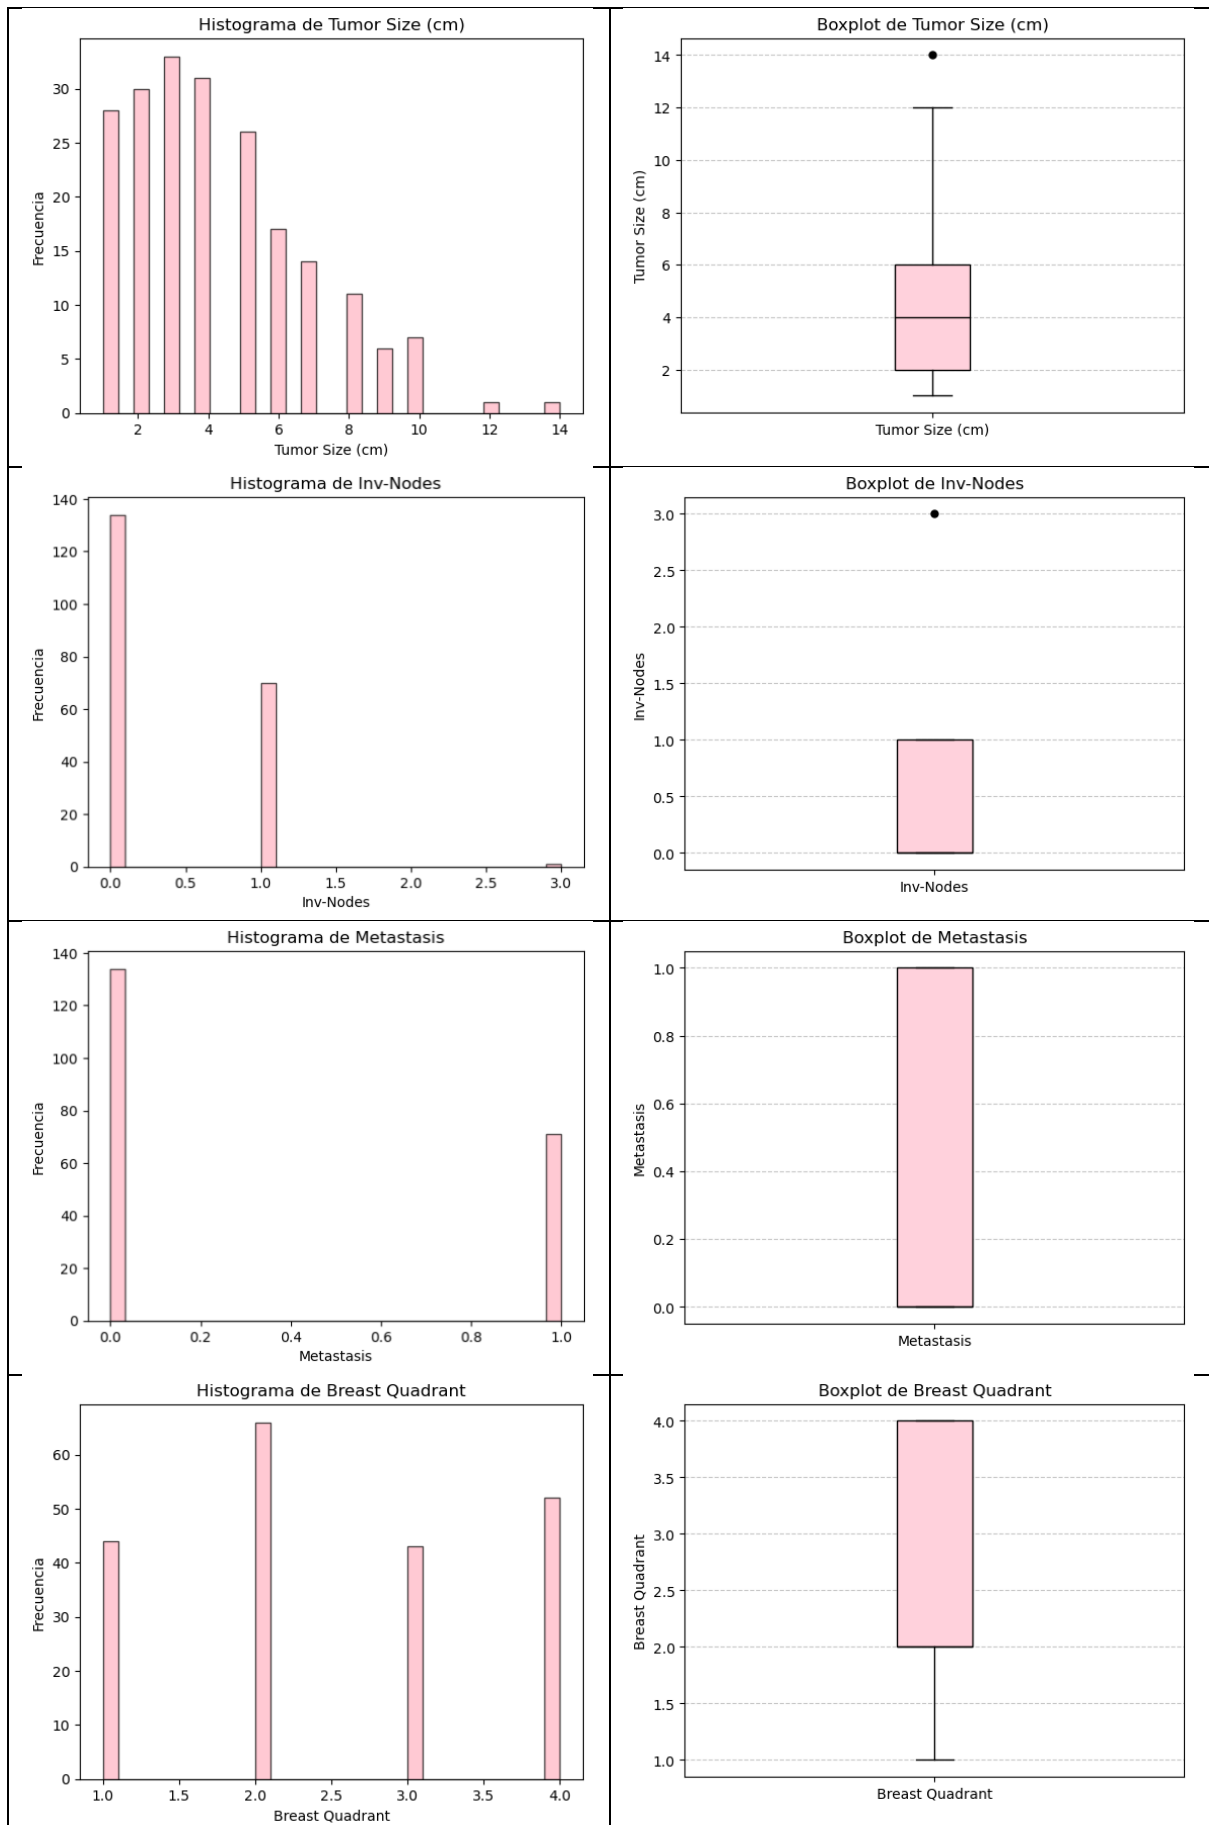 Histograma de Tumor Size (cm)
30
25
20
15
10
5
0
Frecuencia
2 4 6 8 10 12 14
Tumor Size (cm)
Boxplot de Tumor Size (cm)
14
12
10
8
6
4
2
Tumor Size (cm)
Tumor Size (cm)
Histograma de Inv-Nodes
140
120
100
80
60
40
20
0
Frecuencia
0.0 0.5 1.0 1.5 2.0 2.5 3.0
Inv-Nodes
Boxplot de Inv-Nodes
3.0
2.5
2.0
1.5
1.0
0.5
0.0
Inv-Nodes
Inv-Nodes
Histograma de Metastasis
140
120
100
80
60
40
20
0
Frecuencia
0.0 0.2 0.4 0.6 0.8 1.0
Metastasis
Boxplot de Metastasis
1.0
0.8
0.6
0.4
0.2
0.0
Metastasis
Metastasis
Histograma de Breast Quadrant
60
50
40
30
20
10
0
Frecuencia
1.0 1.5 2.0 2.5 3.0 3.5 4.0
Breast Quadrant
Boxplot de Breast Quadrant
4.0
3.5
3.0
2.5
2.0
1.5
1.0
Breast Quadrant
Breast Quadrant